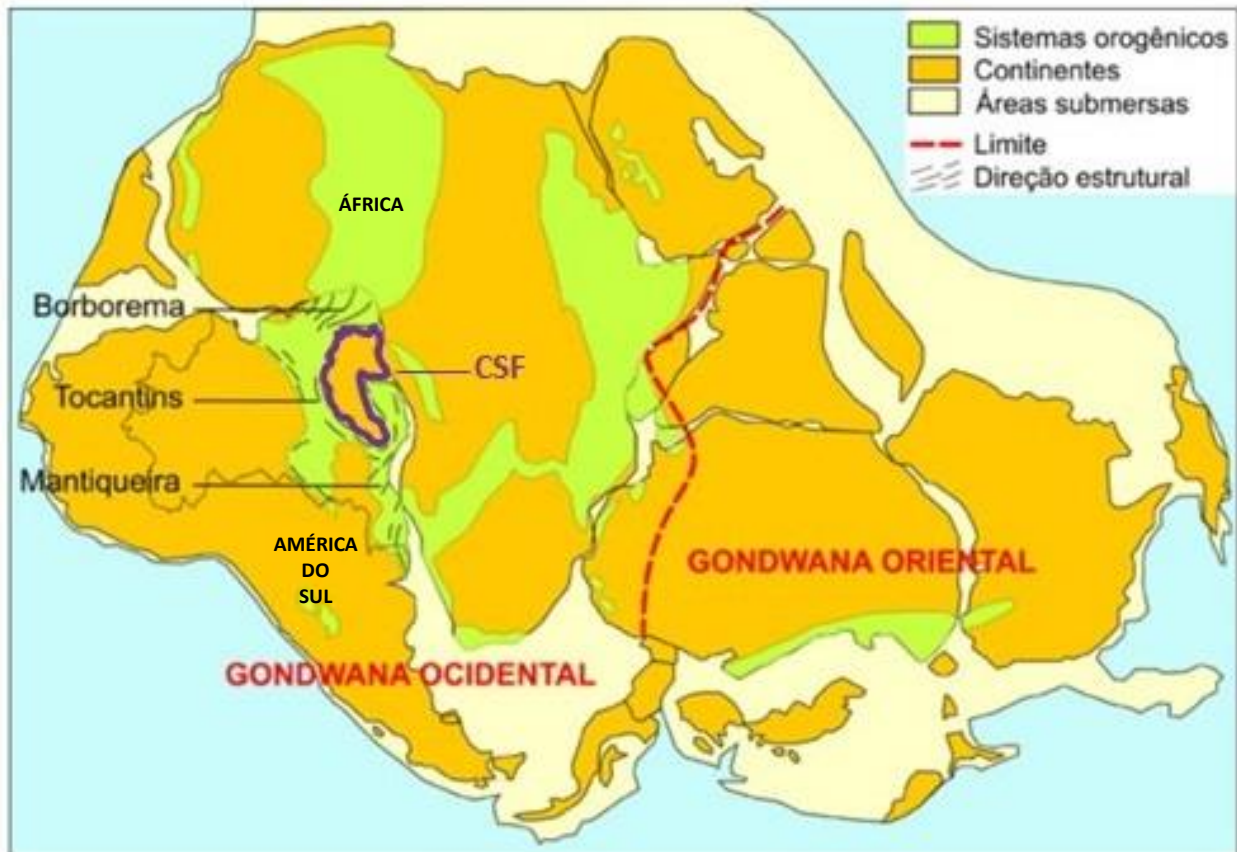 Sistemas orogênicos
Continentes
Áreas submersas
Limite
Direção estrutural
ÁFRICA
Borborema
CSF
Tocantins
Mantiqueira
AMÉRICA
DO
SUL
GONDWANA ORIENTAL
GONDWANA OCIDENTAL